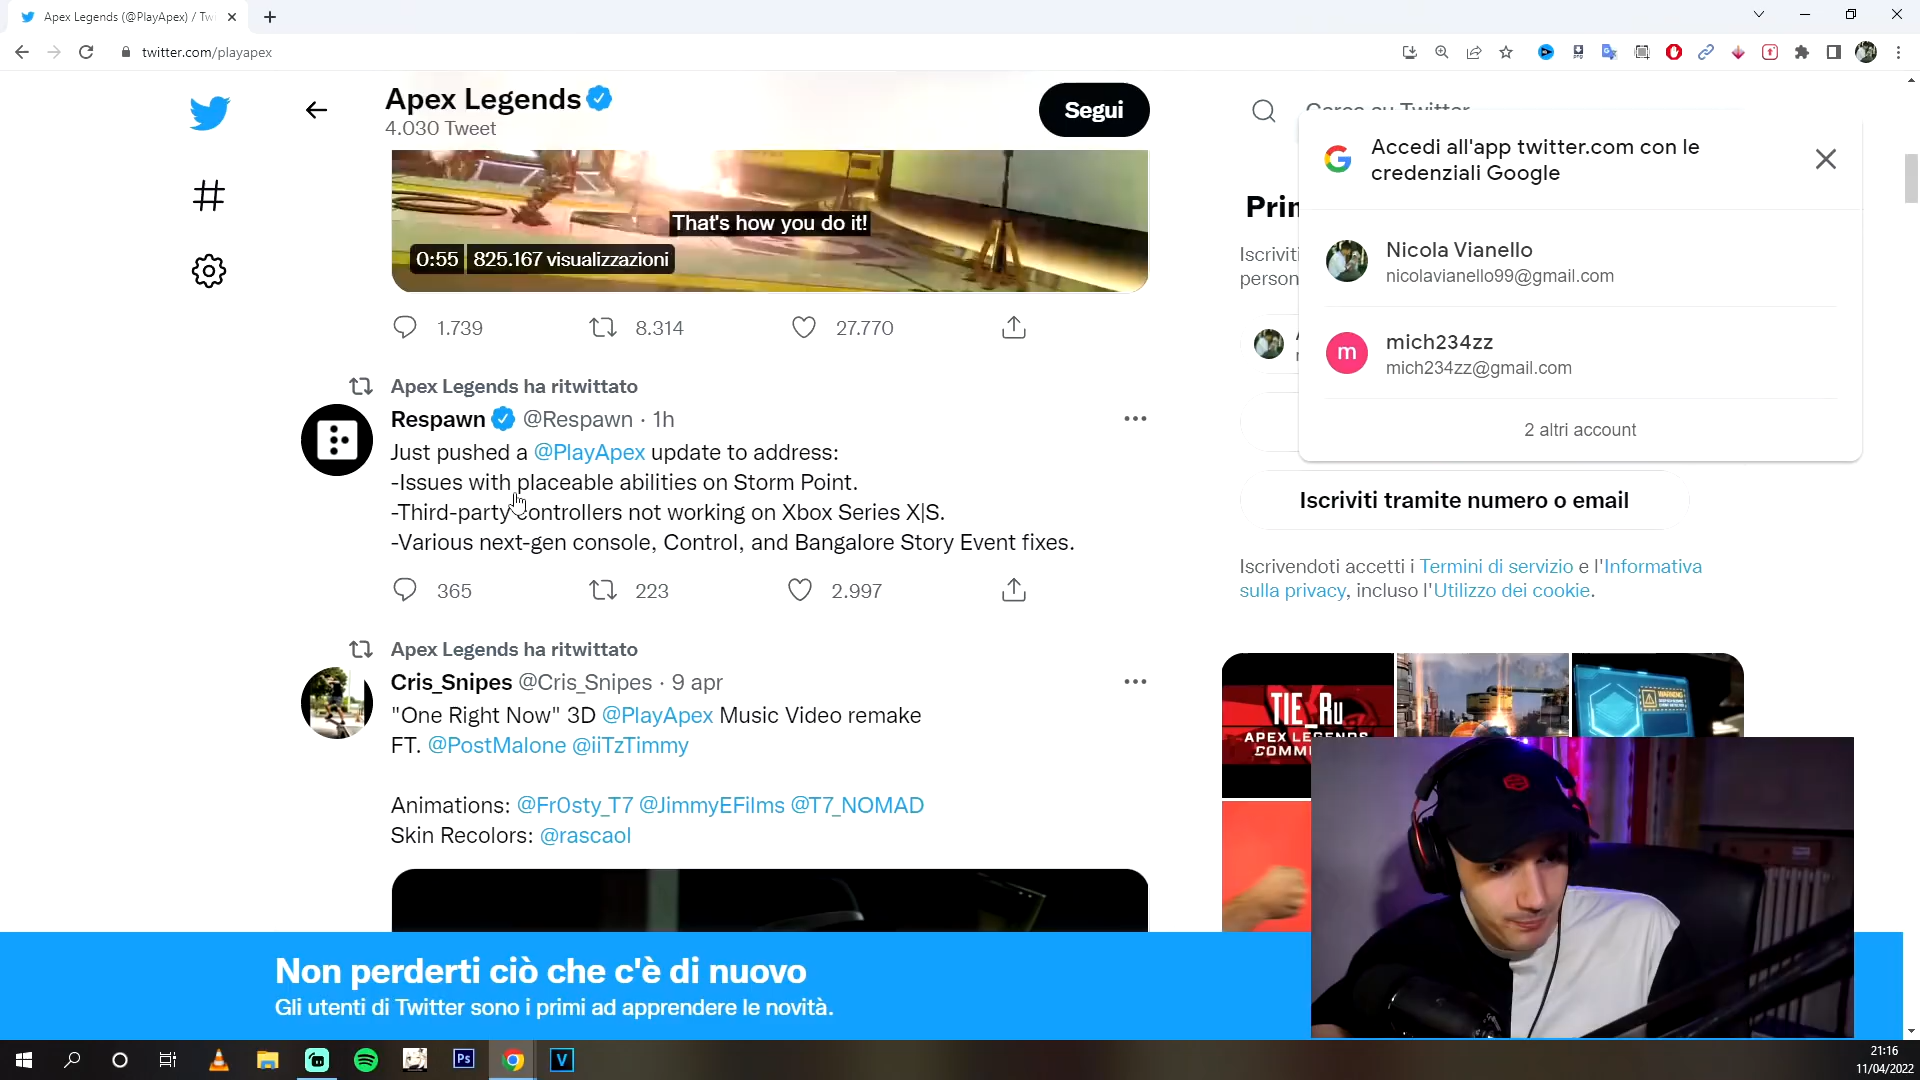 Apex Legends (@PlayApex) / Tw
twitter.com/playapex
Apex Legends
4.030 Tweet
Segui
That's how you do it!
0:55
825.167 visualizzazioni
1.739
8.314
27.770
Apex Legends ha ritwittato
Respawn @Respawn · 1h
Just pushed a @PlayApex update to address:
-Issues with placeable abilities on Storm Point.
-Third-party controllers not working on Xbox Series X|S.
-Various next-gen console, Control, and Bangalore Story Event fixes.
365
223
2.997
Apex Legends ha ritwittato
Cris_Snipes @Cris_Snipes · 9 apr
"One Right Now" 3D @PlayApex Music Video remake
FT. @PostMalone @iiTzTimmy
Animations: @Fr0sty_T7 @JimmyEFilms @T7_NOMAD
Skin Recolors: @rascaol
Cerca su Twitter
Accedi all'app twitter.com con le
credenziali Google
Nicola Vianello
nicolavianello99@gmail.com
m
mich234zz
mich234zz@gmail.com
2 altri account
Prim
Iscriviti
person
Iscriviti tramite numero o email
Iscrivendoti accetti i Termini di servizio e l'Informativa
sulla privacy, incluso l'Utilizzo dei cookie.
TIE_Ru
APEX LEGENDS
COMM
WARNING
Non perderti ciò che c'è di nuovo
Gli utenti di Twitter sono i primi ad apprendere le novità.
Ps
V
21:16
11/04/2022